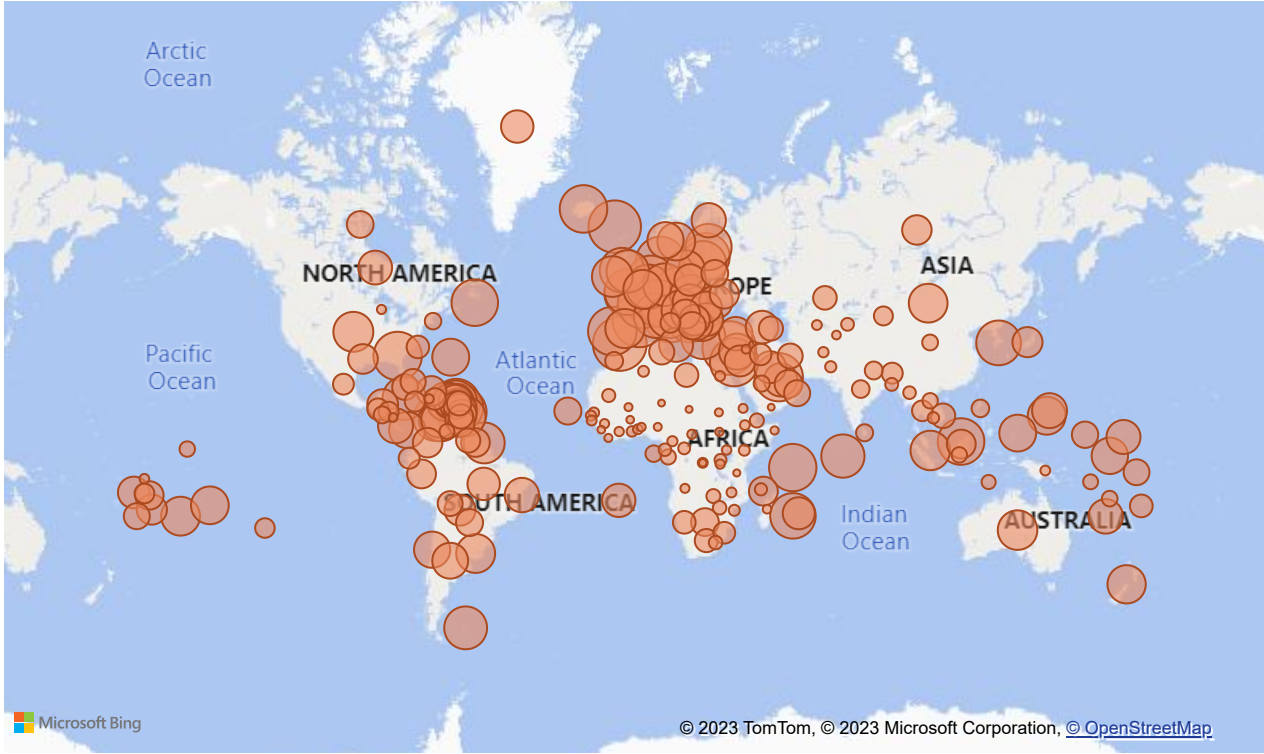 Arctic
Ocean
NORTH AMERICA
OPE
ASIA
Pacific
Ocean
Atlantic
Ocean
AFRICA
SOUTH AMERICA
Indian
Ocean
AUSTRALIA
Microsoft Bing
© 2023 TomTom, © 2023 Microsoft Corporation, © OpenStreetMap